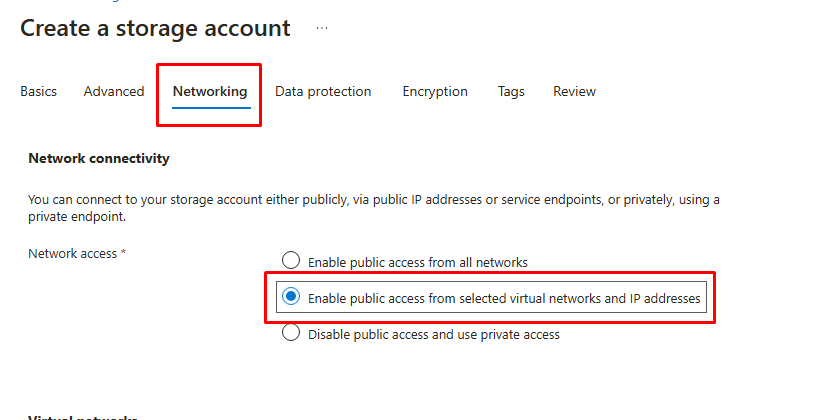 Create a storage account ...
Basics Advanced Networking Data protection Encryption Tags Review
Network connectivity
You can connect to your storage account either publicly, via public IP addresses or service endpoints, or privately, using a
private endpoint.
Network access *
Enable public access from all networks
Enable public access from selected virtual networks and IP addresses
Disable public access and use private access
Virtual networks